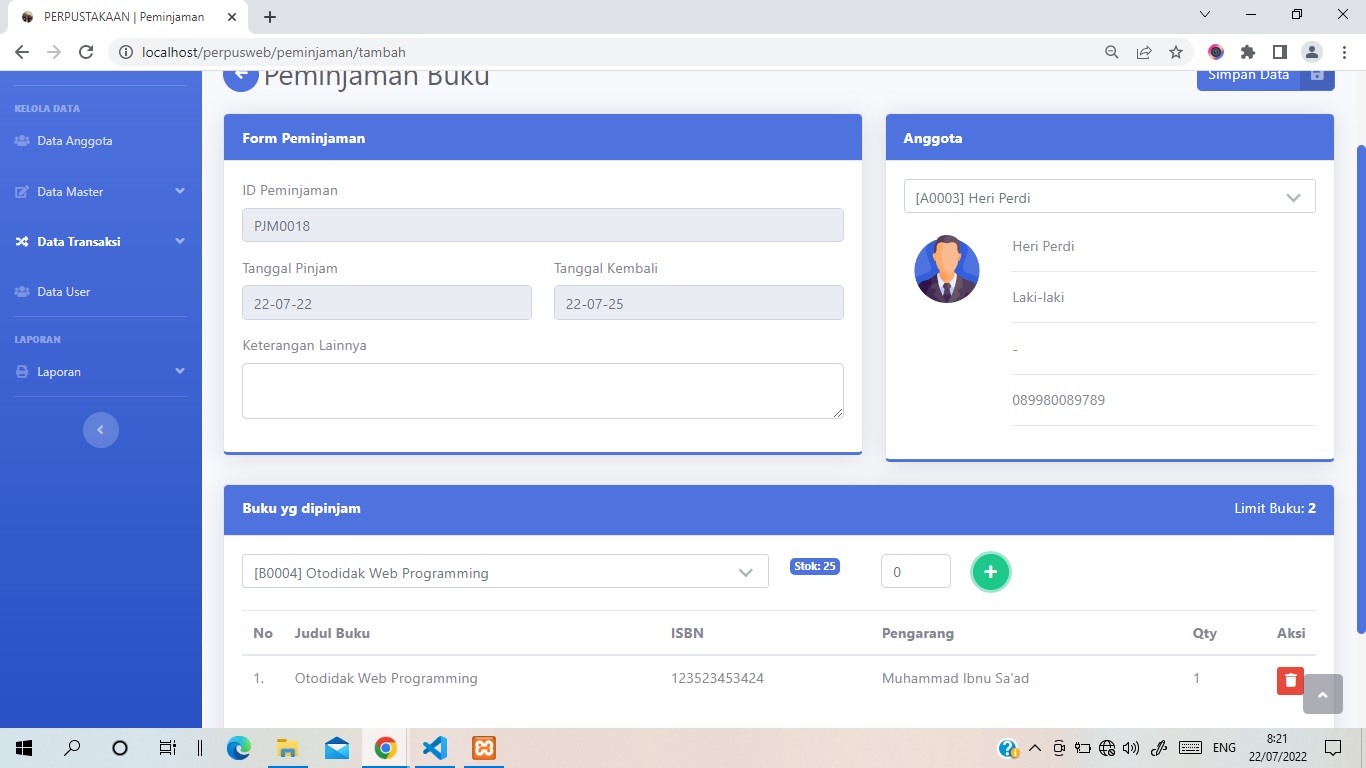 PERPUSTAKAAN | Peminjaman
localhost/perpusweb/peminjaman/tambah
Peminjaman Buku
Simpan Data
KELOLA DATA
Data Anggota
Data Master
Data Transaksi
Data User
LAPORAN
Laporan
Form Peminjaman
ID Peminjaman
PJM0018
Tanggal Pinjam Tanggal Kembali
22-07-22 22-07-25
Keterangan Lainnya
Anggota
[A0003] Heri Perdi
Heri Perdi
Laki-laki
-
089980089789
Buku yg dipinjam Limit Buku: 2
[B0004] Otodidak Web Programming Stok: 25 0
No Judul Buku ISBN Pengarang Qty Aksi
1. Otodidak Web Programming 123523453424 Muhammad Ibnu Sa'ad 1
ENG
8:21
22/07/2022